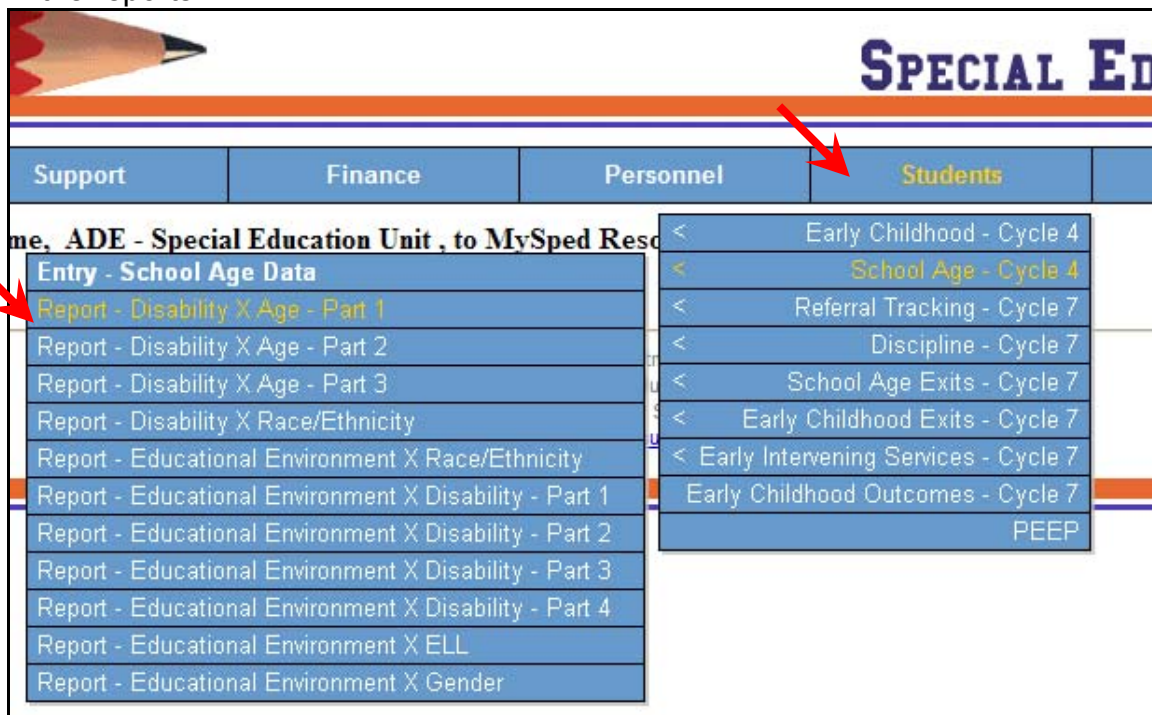 SPECIAL
Support Finance Personnel Students
me, ADE - Special Education Unit , to MySped
< Early Childhood - Cycle 4
< School Age - Cycle 4
< Referral Tracking - Cycle 7
< Discipline - Cycle 7
< School Age Exits - Cycle 7
< Early Childhood Exits - Cycle 7
< Early Intervening Services - Cycle 7
Early Childhood Outcomes - Cycle 7
PEEP
Entry - School Age Data
Report - Disability X Age - Part 1
Report - Disability X Age - Part 2
Report - Disability X Age - Part 3
Report - Disability X Race/Ethnicity
Report - Educational Environment X Race/Ethnicity
Report - Educational Environment X Disability - Part 1
Report - Educational Environment X Disability - Part 2
Report - Educational Environment X Disability - Part 3
Report - Educational Environment X Disability - Part 4
Report - Educational Environment X ELL
Report - Educational Environment X Gender